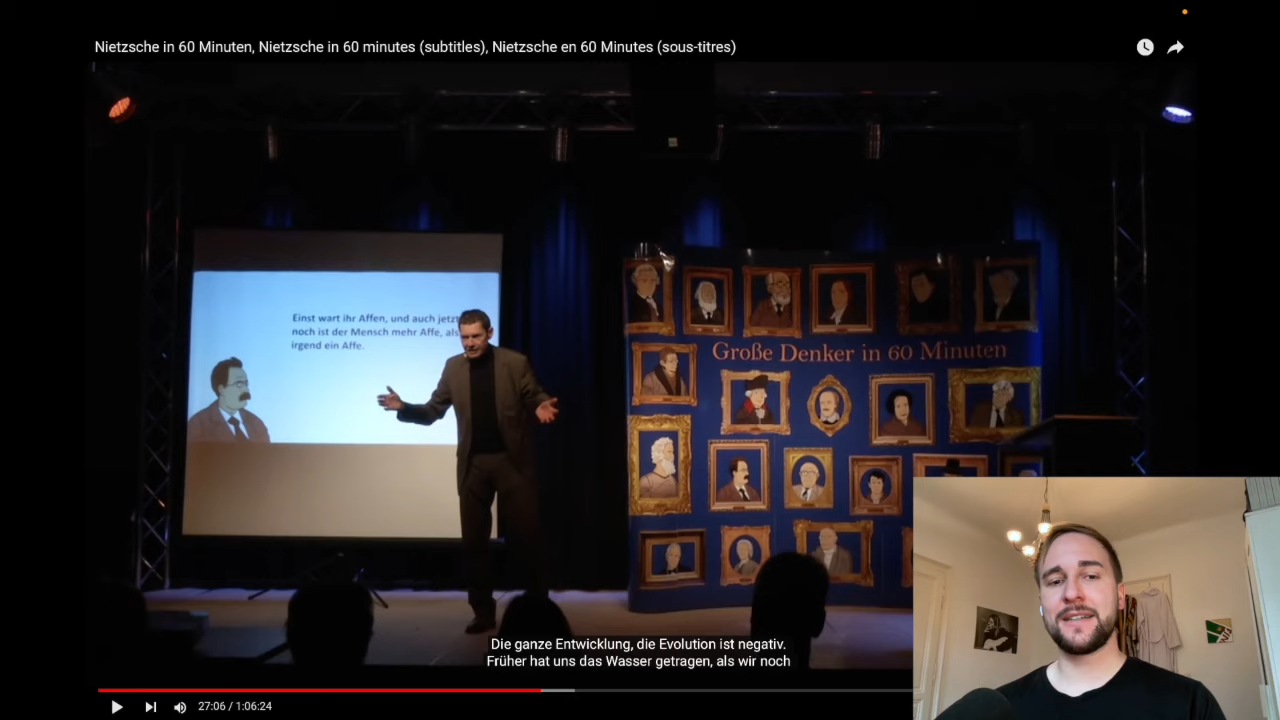 Nietzsche in 60 Minuten, Nietzsche in 60 minutes (subtitles), Nietzsche en 60 Minutes (sous-titres)
Einst wart ihr Affen, und auch jetzt
noch ist der Mensch mehr Affe, als
irgend ein Affe.
Große Denker in 60 Minuten
Die ganze Entwicklung, die Evolution ist negativ.
Früher hat uns das Wasser getragen, als wir noch
27:06 / 1:06:24